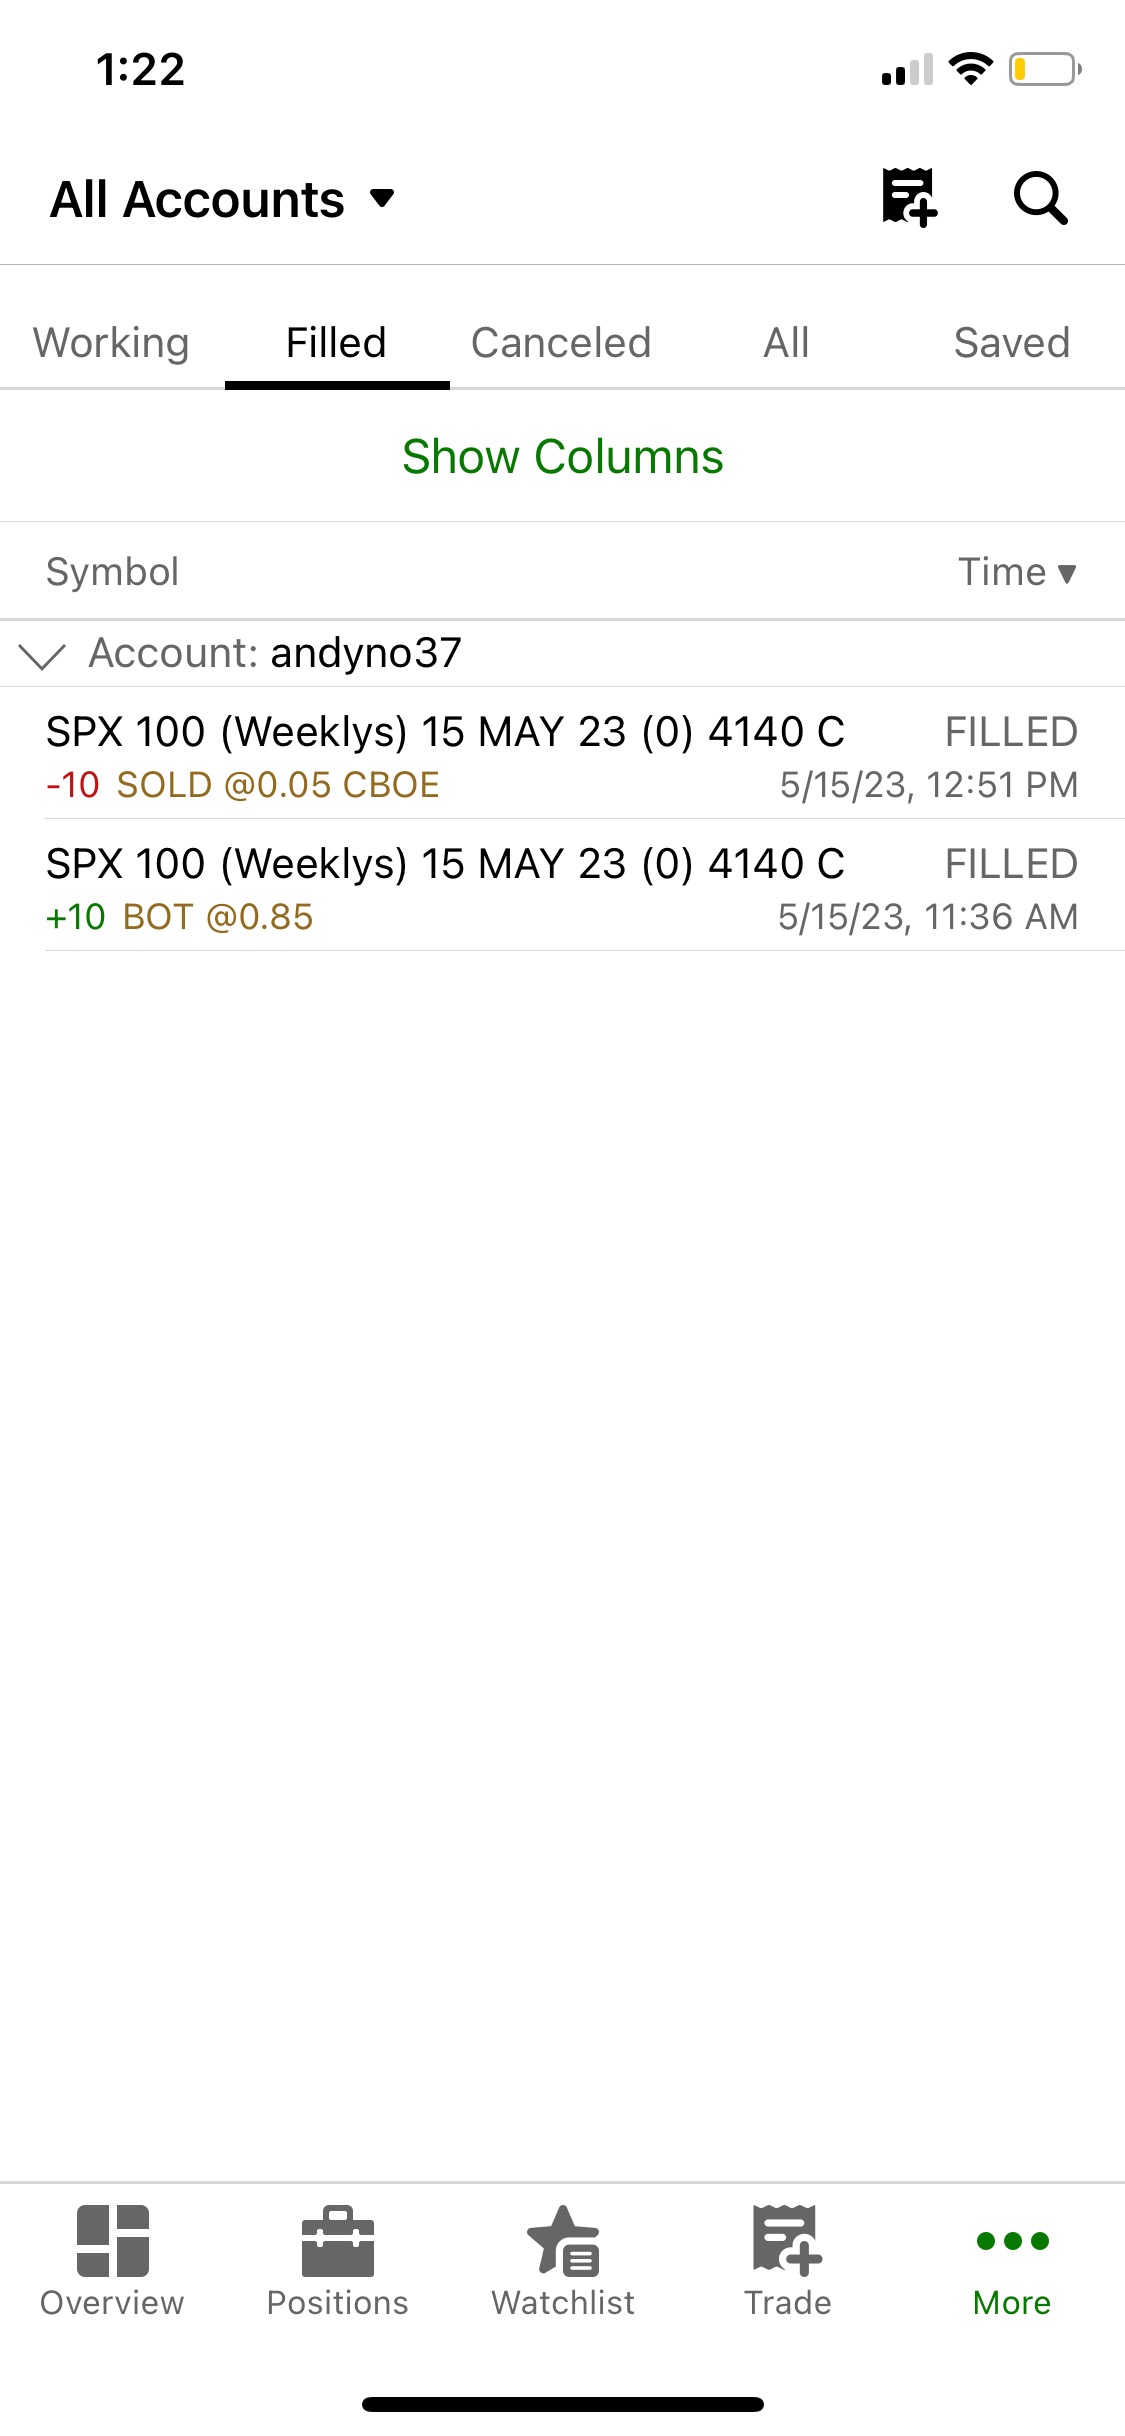 1:22
All Accounts
Working Filled Canceled All Saved
Show Columns
Symbol Time
Account: andyno37
SPX 100 (Weeklys) 15 MAY 23 (0) 4140 C FILLED
-10 SOLD @0.05 CBOE 5/15/23, 12:51 PM
SPX 100 (Weeklys) 15 MAY 23 (0) 4140 C FILLED
+10 BOT @0.85 5/15/23, 11:36 AM
Overview Positions Watchlist Trade More